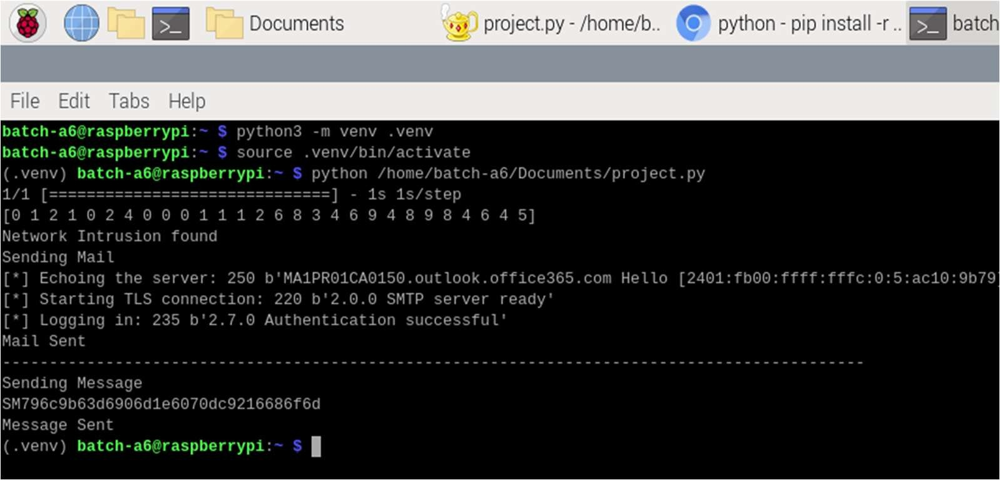 >_ Documents project.py - /home/b.. python - pip install -r .. >_ batch
File Edit Tabs Help
batch-a6@raspberrypi:~ $ python3 -m venv .venv
batch-a6@raspberrypi:~ $ source .venv/bin/activate
(.venv) batch-a6@raspberrypi:~ $ python /home/batch-a6/Documents/project.py
1/1 [==============================] - 1s 1s/step
[0 1 2 1 0 2 4 0 0 0 1 1 1 2 6 8 3 4 6 9 4 8 9 8 4 6 4 5]
Network Intrusion found
Sending Mail
[*] Echoing the server: 250 b'MA1PR01CA0150.outlook.office365.com Hello [2401:fb00:ffff:fffc:0:5:ac10:9b79]
[*] Starting TLS connection: 220 b'2.0.0 SMTP server ready'
[*] Logging in: 235 b'2.7.0 Authentication successful'
Mail Sent
--------------------------------------------------------------------------------------------
Sending Message
SM796c9b63d6906d1e6070dc9216686f6d
Message Sent
(.venv) batch-a6@raspberrypi:~ $